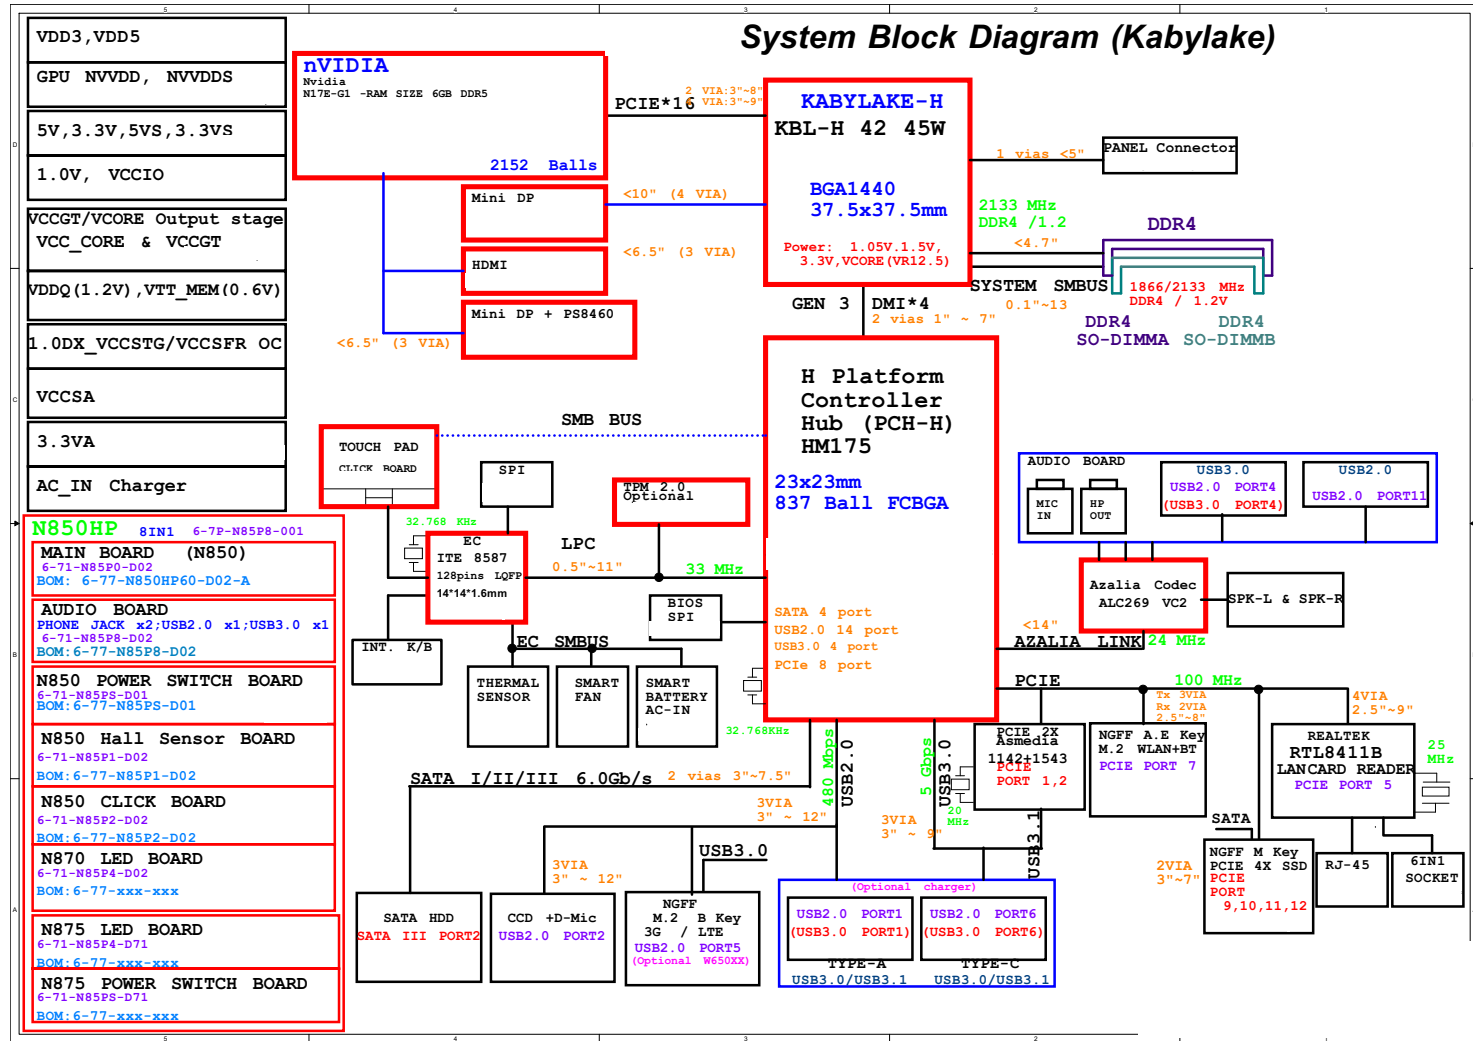 System Block Diagram (Kabylake)
VDD3,VDD5
GPU NVVDD, NVVDDS
5V,3.3V,5VS,3.3VS
1.0V, VCCIO
VCCGT/VCORE Output stage
VCC_CORE & VCCGT
VDDQ(1.2V),VTT_MEM(0.6V)
1.0DX_VCCSTG/VCCSFR OC
VCCSA
3.3VA
AC_IN Charger
N850HP 8IN1 6-7P-N85P8-001
MAIN BOARD (N850)
6-71-N85P0-D02
BOM: 6-77-N850HP60-D02-A
AUDIO BOARD
PHONE JACK x2;USB2.0 x1;USB3.0 x1
6-71-N85P8-D02
BOM:6-77-N85P8-D02
N850 POWER SWITCH BOARD
6-71-N85PS-D01
BOM:6-77-N85PS-D01
N850 Hall Sensor BOARD
6-71-N85P1-D02
BOM:6-77-N85P1-D02
N850 CLICK BOARD
6-71-N85P2-D02
BOM:6-77-N85P2-D02
N870 LED BOARD
6-71-N85P4-D02
BOM:6-77-xxx-xxx
N875 LED BOARD
6-71-N85P4-D71
BOM:6-77-xxx-xxx
N875 POWER SWITCH BOARD
6-71-N85PS-D71
BOM:6-77-xxx-xxx
nVIDIA
Nvidia
N17E-G1 -RAM SIZE 6GB DDR5
2152 Balls
PCIE*16
2 VIA:3"~8"
VIA:3"~9"
Mini DP
<10" (4 VIA)
HDMI
<6.5" (3 VIA)
Mini DP + PS8460
<6.5" (3 VIA)
KABYLAKE-H
KBL-H 42 45W
BGA1440
37.5x37.5mm
Power: 1.05V.1.5V,
3.3V,VCORE(VR12.5)
1 vias <5"
PANEL Connector
2133 MHz
DDR4 /1.2
<4.7"
DDR4
SYSTEM SMBUS
0.1"~13
1866/2133 MHz
DDR4 / 1.2V
DDR4
SO-DIMMA
DDR4
SO-DIMMB
GEN 3
DMI*4
2 vias 1" ~ 7"
H Platform
Controller
Hub (PCH-H)
HM175
23x23mm
837 Ball FCBGA
SATA 4 port
USB2.0 14 port
USB3.0 4 port
PCIe 8 port
SMB BUS
TOUCH PAD
CLICK BOARD
SPI
TPM 2.0
Optional
32.768 KHz
EC
ITE 8587
128pins LQFP
14*14*1.6mm
LPC
0.5"~11"
33 MHz
BIOS
SPI
INT. K/B
EC SMBUS
THERMAL
SENSOR
SMART
FAN
SMART
BATTERY
AC-IN
32.768KHz
AUDIO BOARD
MIC
IN
HP
OUT
USB3.0
USB2.0 PORT4
(USB3.0 PORT4)
USB2.0
USB2.0 PORT11
Azalia Codec
ALC269 VC2
SPK-L & SPK-R
<14"
AZALIA LINK
24 MHz
PCIE
100 MHz
Tx 3VIA
Rx 2VIA
2.5"~8"
4VIA
2.5"~9"
PCIE 2X
Asmedia
1142+1543
PCIE
PORT 1,2
20
MHz
NGFF A.E Key
M.2 WLAN+BT
PCIE PORT 7
REALTEK
RTL8411B
LANCARD READER
PCIE PORT 5
25
MHz
SATA
NGFF M Key
PCIE 4X SSD
PCIE
PORT
9,10,11,12
2VIA
3"~7"
RJ-45
6IN1
SOCKET
SATA I/II/III 6.0Gb/s
2 vias 3"~7.5"
480 Mbps
USB2.0
5 Gbps
USB3.0
USB3.1
3VIA
3" ~ 12"
3VIA
3" ~ 9"
3VIA
3" ~ 12"
USB3.0
SATA HDD
SATA III PORT2
CCD +D-Mic
USB2.0 PORT2
NGFF
M.2 B Key
3G / LTE
USB2.0 PORT5
(Optional W650XX)
(Optional charger)
USB2.0 PORT1
(USB3.0 PORT1)
TYPE-A
USB3.0/USB3.1
USB2.0 PORT6
(USB3.0 PORT6)
TYPE-C
USB3.0/USB3.1